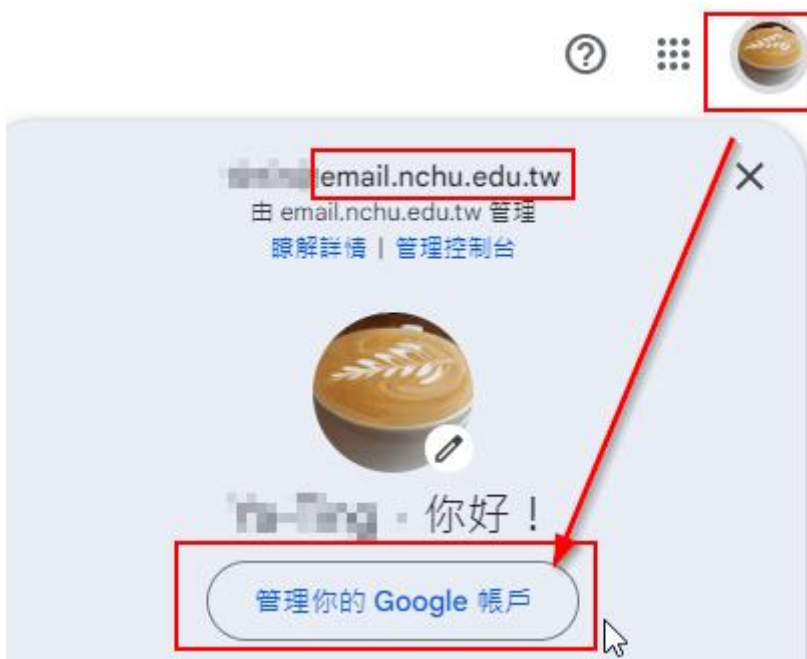 email.nchu.edu.tw
由 email.nchu.edu.tw 管理
瞭解詳情 | 管理控制台
你好！
管理你的 Google 帳戶